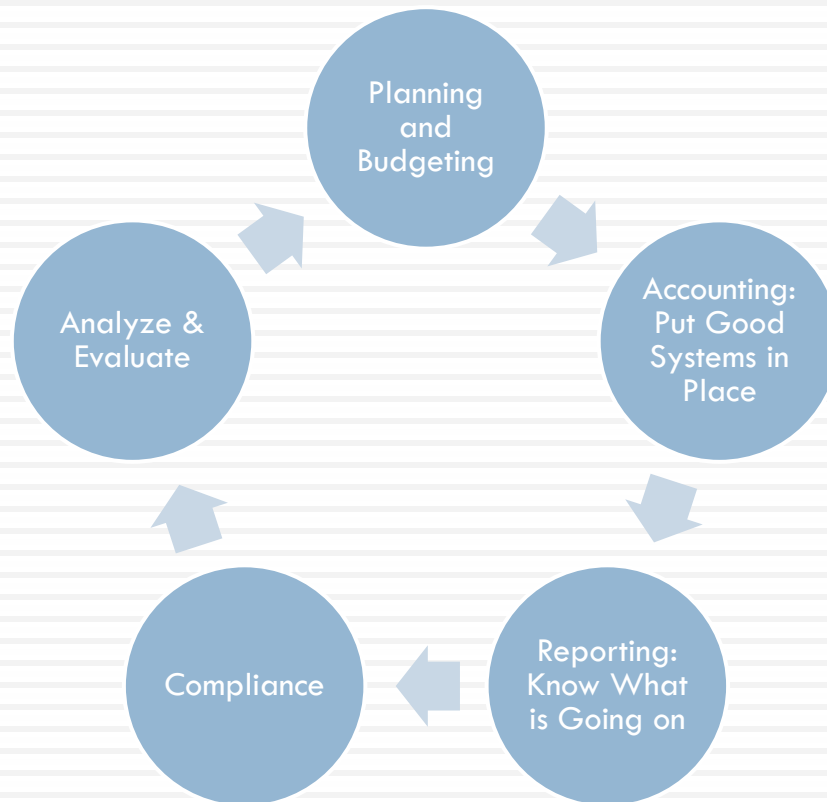 Planning
and
Budgeting
Accounting:
Put Good
Systems in
Place
Reporting:
Know What
is Going on
Compliance
Analyze &
Evaluate